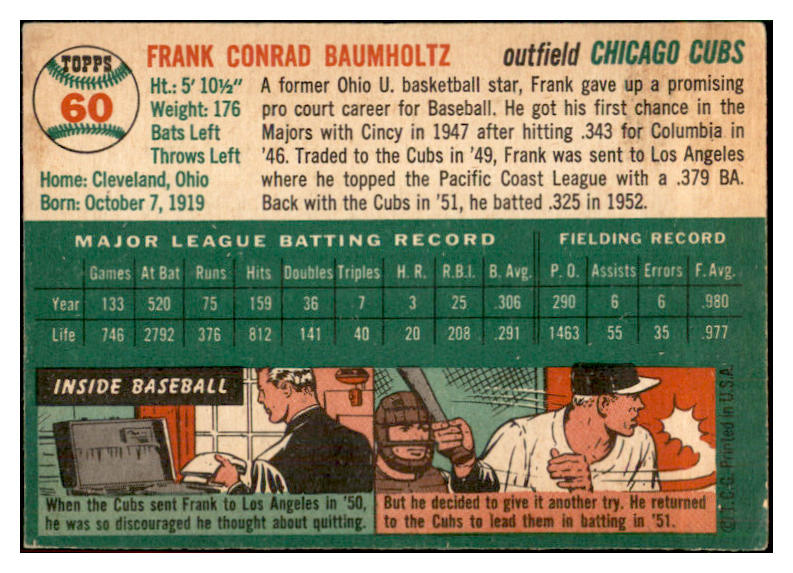 TOPPS
60
FRANK CONRAD BAUMHOLTZ outfield CHICAGO CUBS
Ht.: 5' 10½"
Weight: 176
Bats Left
Throws Left
Home: Cleveland, Ohio
Born: October 7, 1919
A former Ohio U. basketball star, Frank gave up a promising
pro court career for Baseball. He got his first chance in the
Majors with Cincy in 1947 after hitting .343 for Columbia in
'46. Traded to the Cubs in '49, Frank was sent to Los Angeles
where he topped the Pacific Coast League with a .379 BA.
Back with the Cubs in '51, he batted .325 in 1952.
MAJOR LEAGUE BATTING RECORD FIELDING RECORD
Games At Bat Runs Hits Doubles Triples H. R. R.B.I. B. Avg. P. O. Assists Errors F. Avg.
Year 133 520 75 159 36 7 3 25 .306 290 6 6 .980
Life 746 2792 376 812 141 40 20 208 .291 1463 55 35 .977
INSIDE BASEBALL
When the Cubs sent Frank to Los Angeles in '50,
he was so discouraged he thought about quitting.
But he decided to give it another try. He returned
to the Cubs to lead them in batting in '51.
© T.C.G. Printed in U.S.A.